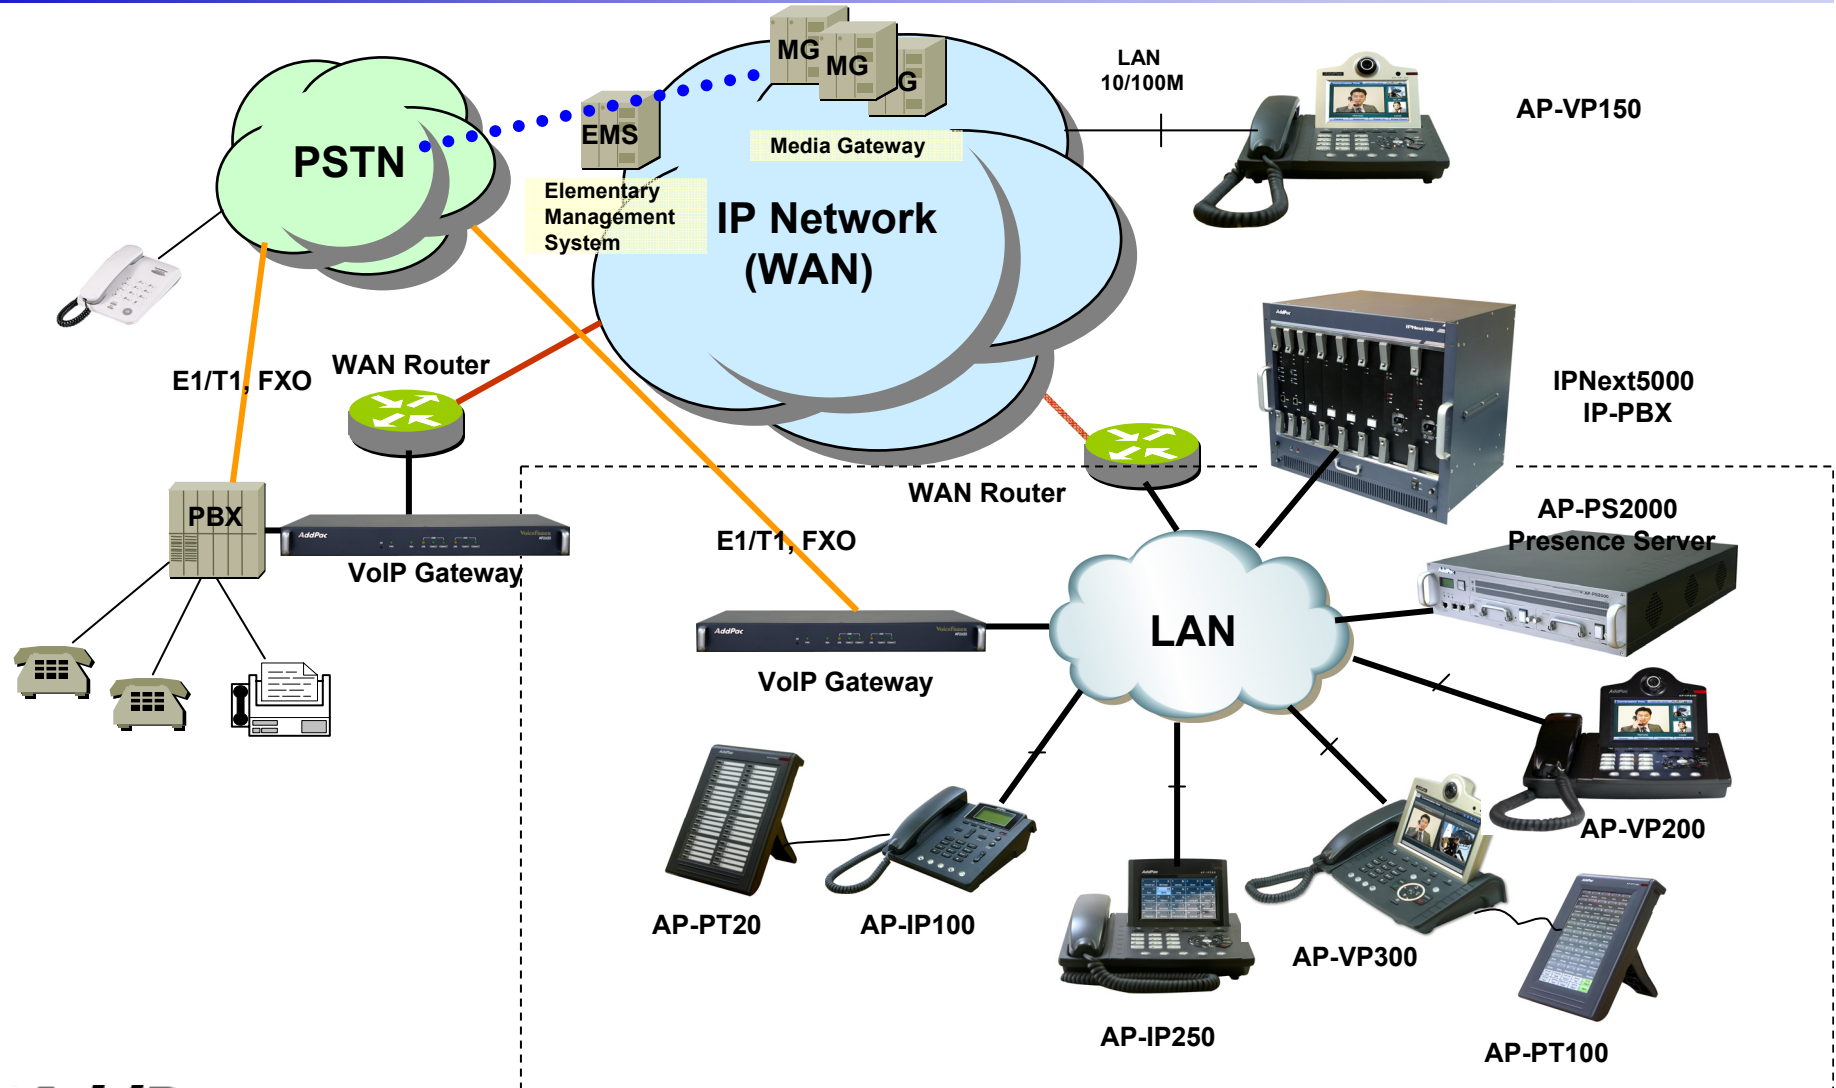 MG
MG
G
LAN
10/100M
AP-VP150
EMS
PSTN
Media Gateway
Elementary
Management
System
IP Network
(WAN)
WAN Router
E1/T1, FXO
IPNext5000
IP-PBX
WAN Router
AP-PS2000
Presence Server
PBX
AddPac
VoIP Gateway
E1/T1, FXO
LAN
AddPac
VoIP Gateway
AP-VP200
AP-PT20
AP-IP100
AP-VP300
AP-IP250
AP-PT100